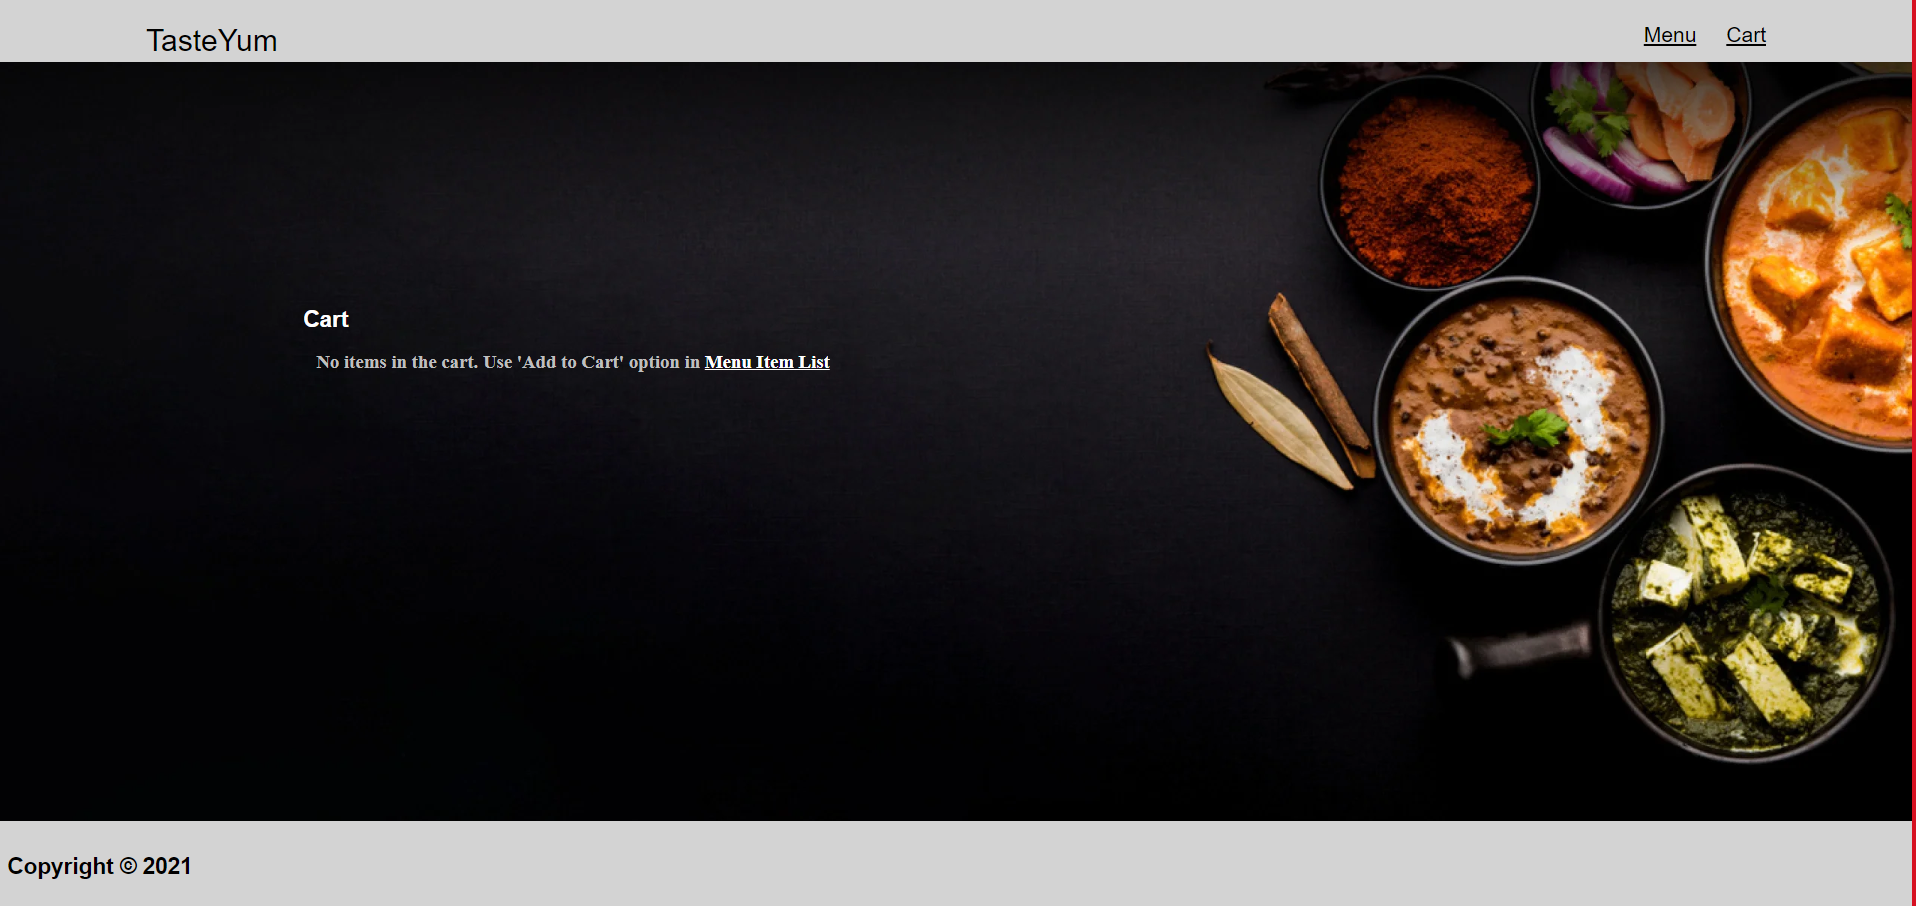 TasteYum
Menu Cart
Cart
No items in the cart. Use 'Add to Cart' option in Menu Item List
Copyright © 2021